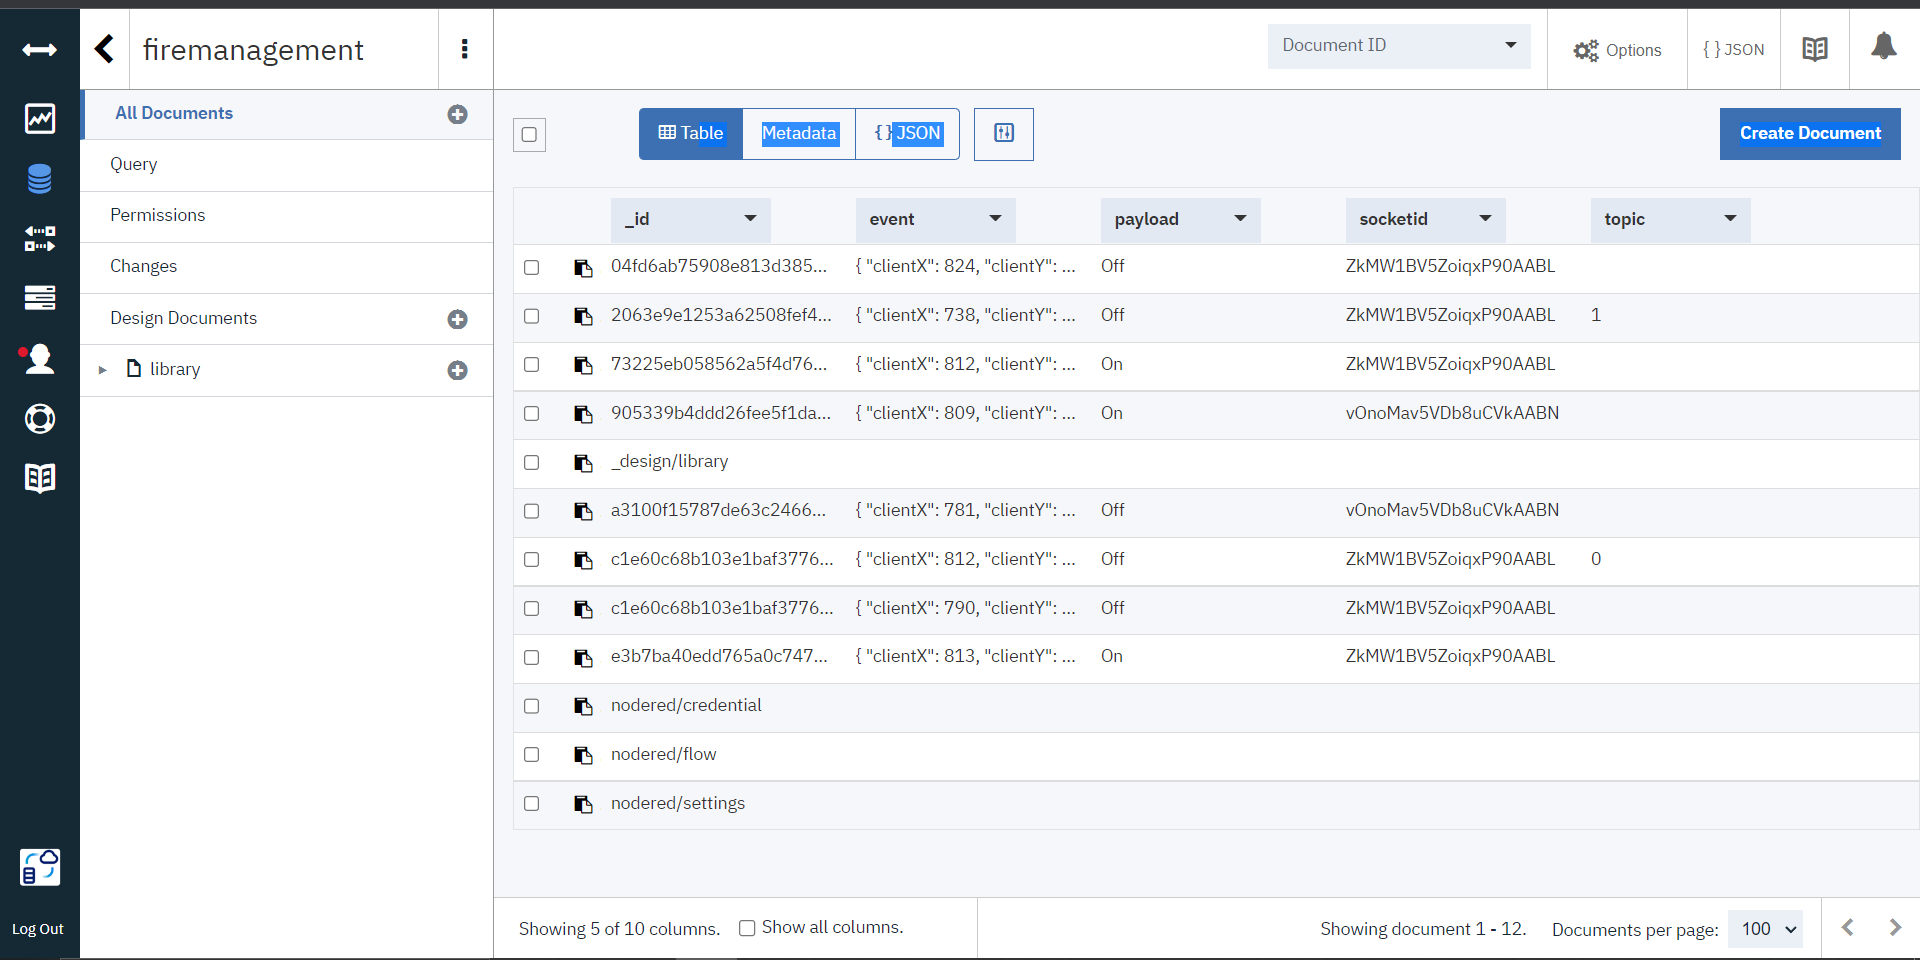 firemanagement
Document ID
Options
{ } JSON
All Documents
Query
Permissions
Changes
Design Documents
library
Log Out
Table
Metadata
{} JSON
Create Document
_id event payload socketid topic
04fd6ab75908e813d385... { "clientX": 824, "clientY": ... Off ZkMW1BV5ZoiqxP90AABL
2063e9e1253a62508fef4... { "clientX": 738, "clientY": ... Off ZkMW1BV5ZoiqxP90AABL 1
73225eb058562a5f4d76... { "clientX": 812, "clientY": ... On ZkMW1BV5ZoiqxP90AABL
905339b4ddd26fee5f1da... { "clientX": 809, "clientY": ... On vOnoMav5VDb8uCVkAABN
_design/library
a3100f15787de63c2466... { "clientX": 781, "clientY": ... Off vOnoMav5VDb8uCVkAABN
c1e60c68b103e1baf3776... { "clientX": 812, "clientY": ... Off ZkMW1BV5ZoiqxP90AABL 0
c1e60c68b103e1baf3776... { "clientX": 790, "clientY": ... Off ZkMW1BV5ZoiqxP90AABL
e3b7ba40edd765a0c747... { "clientX": 813, "clientY": ... On ZkMW1BV5ZoiqxP90AABL
nodered/credential
nodered/flow
nodered/settings
Showing 5 of 10 columns. Show all columns.
Showing document 1 - 12. Documents per page: 100